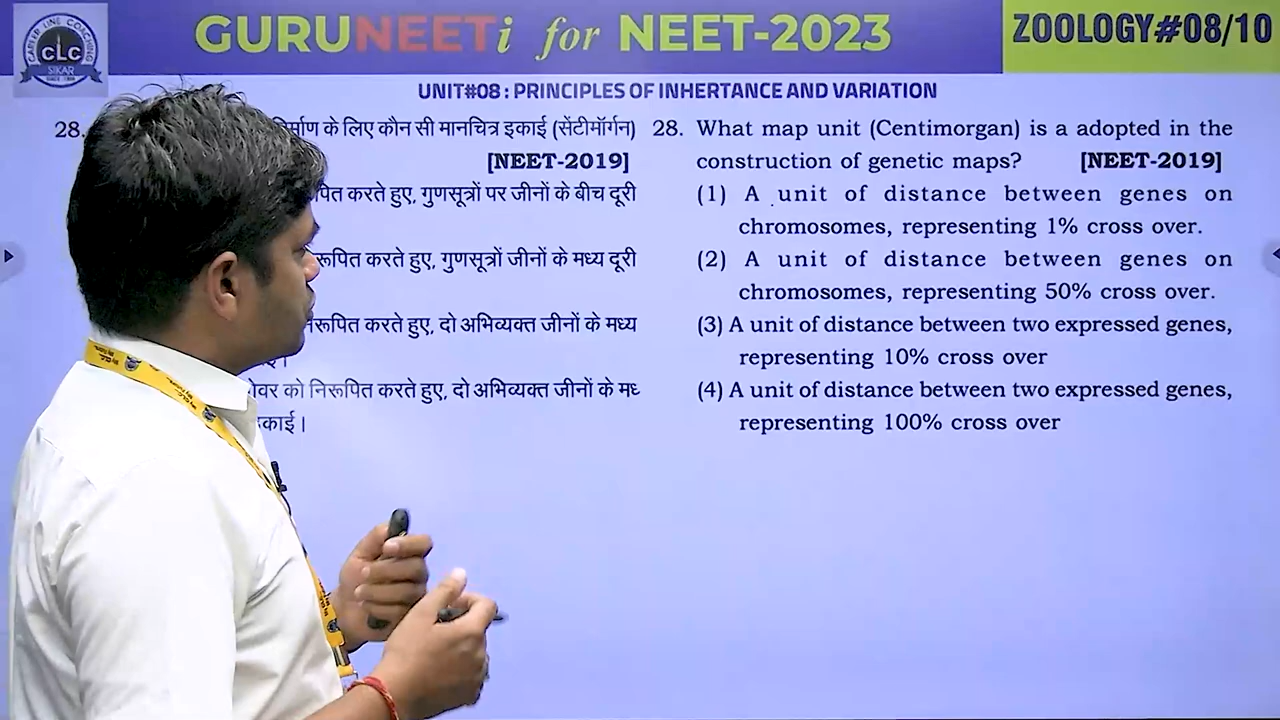 GURUNEETi for NEET-2023
ZOOLOGY#08/10
CAREER LINE COACHING
CLC
SIKAR
UNIT#08 : PRINCIPLES OF INHERTANCE AND VARIATION
28.
के लिए कौन सी मानचित्र इकाई (सेंटीमॉर्गन)
[NEET-2019]
करते हुए, गुणसूत्रों पर जीनों के बीच दूरी
करते हुए, गुणसूत्रों जीनों के मध्य दूरी
करते हुए, दो अभिव्यक्त जीनों के मध्य
को निरूपित करते हुए, दो अभिव्यक्त जीनों के
28. What map unit (Centimorgan) is a adopted in the
construction of genetic maps? [NEET-2019]
(1) A unit of distance between genes on
chromosomes, representing 1% cross over.
(2) A unit of distance between genes on
chromosomes, representing 50% cross over.
(3) A unit of distance between two expressed genes,
representing 10% cross over
(4) A unit of distance between two expressed genes,
representing 100% cross over